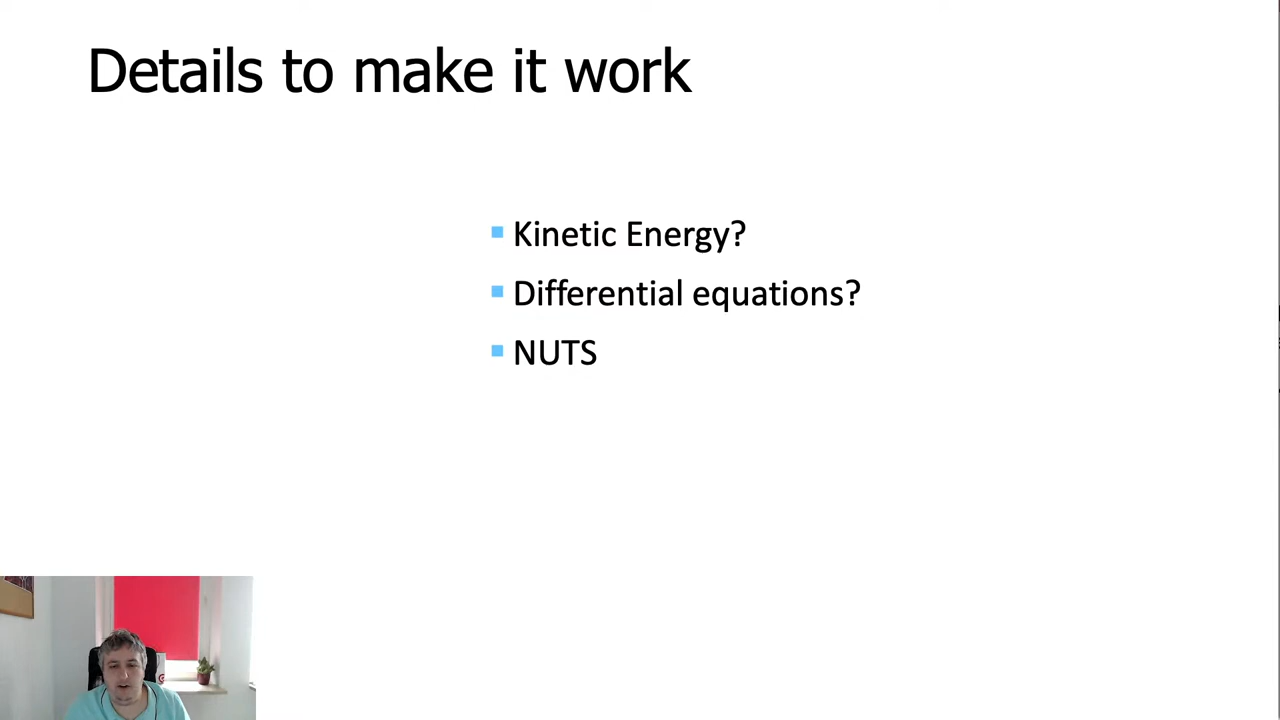 Details to make it work
Kinetic Energy?
Differential equations?
NUTS